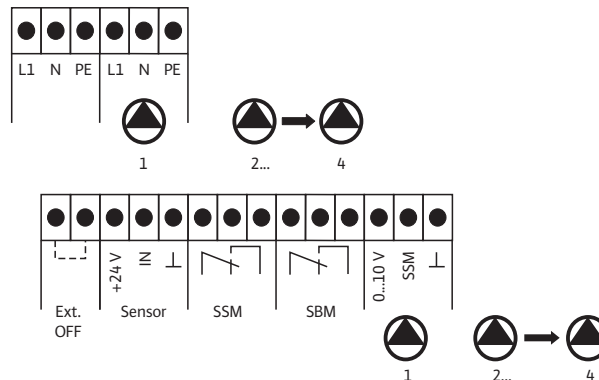 L1 N PE L1 N PE
1 2... 4
+24 V IN ⊥ 0...10 V SSM ⊥
Ext. OFF Sensor SSM SBM
1 2... 4